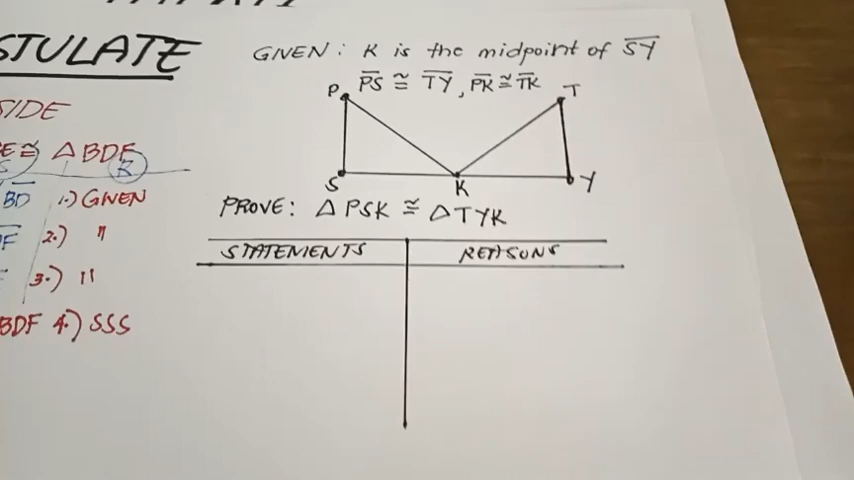 STULATE
SIDE
E ≅ △BDF
BD 1.) GIVEN
F 2.) "
3.) "
BDF 4.) SSS
GIVEN: K is the midpoint of SY
PS ≅ TY, PK ≅ TK
P T
S K Y
PROVE: △PSK ≅ △TYK
STATEMENTS REASONS